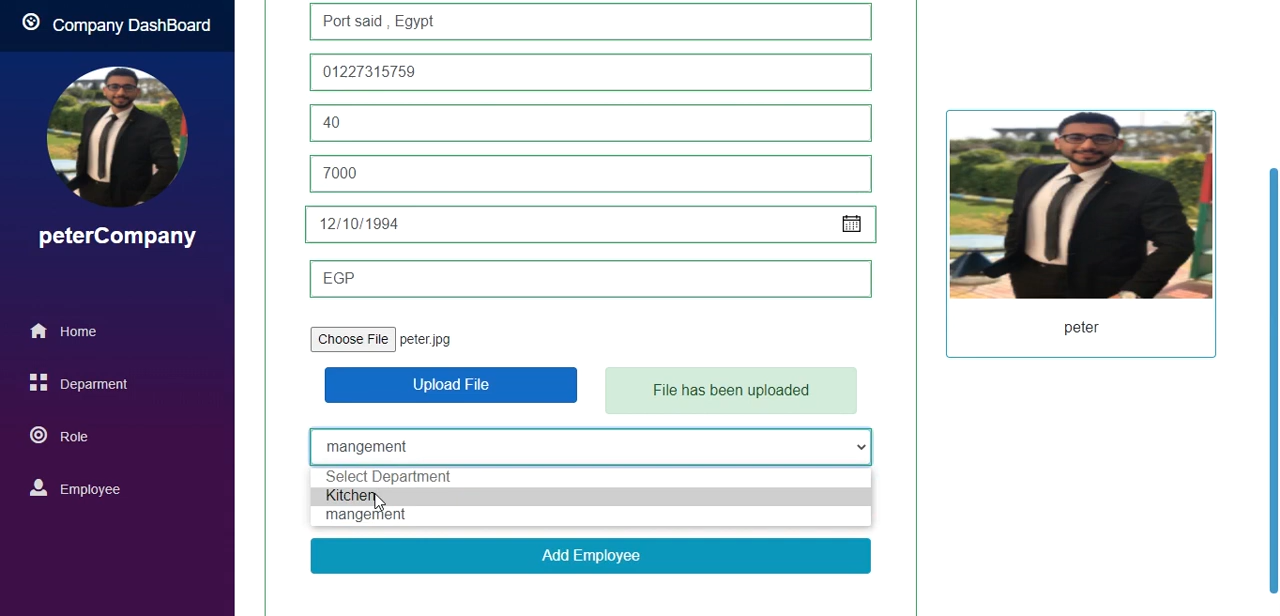 Company DashBoard
peterCompany
Home
Deparment
Role
Employee
Port said , Egypt
01227315759
40
7000
12/10/1994
EGP
Choose File peter.jpg
Upload File
File has been uploaded
mangement
Select Department
Kitchen
mangement
Add Employee
peter